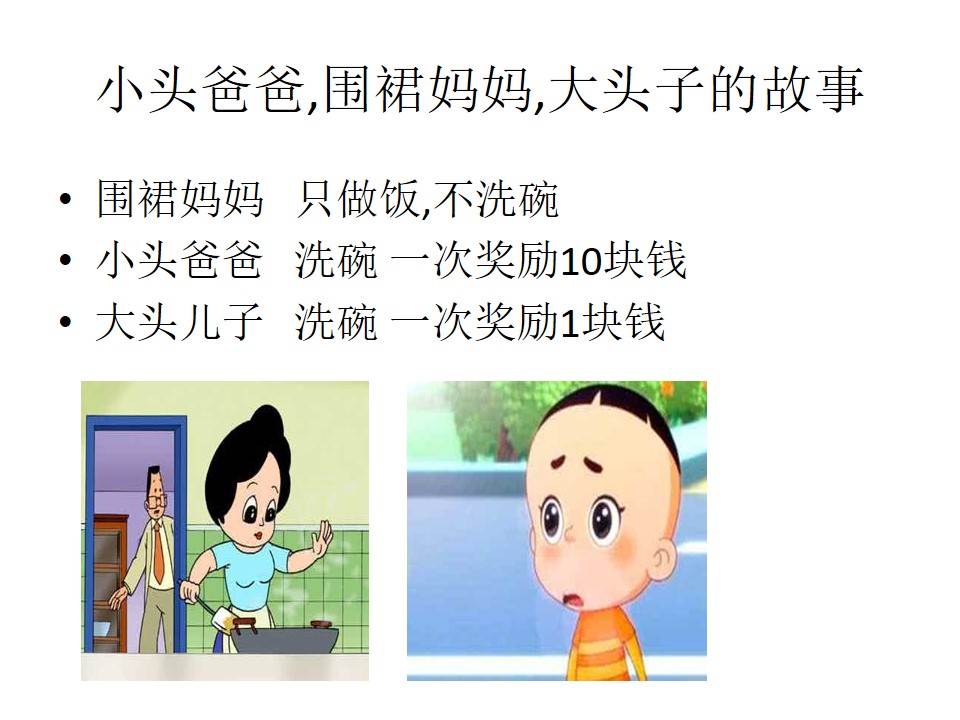 小头爸爸,围裙妈妈,大头子的故事
• 围裙妈妈 只做饭,不洗碗
• 小头爸爸 洗碗 一次奖励10块钱
• 大头儿子 洗碗 一次奖励1块钱